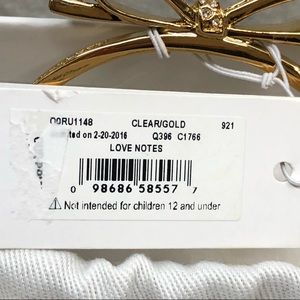 O0RU1148 CLEAR/GOLD 921
on 2-20-2016 Q396 C1766
LOVE NOTES
0 98686 58557 7
⚠ Not intended for children 12 and under